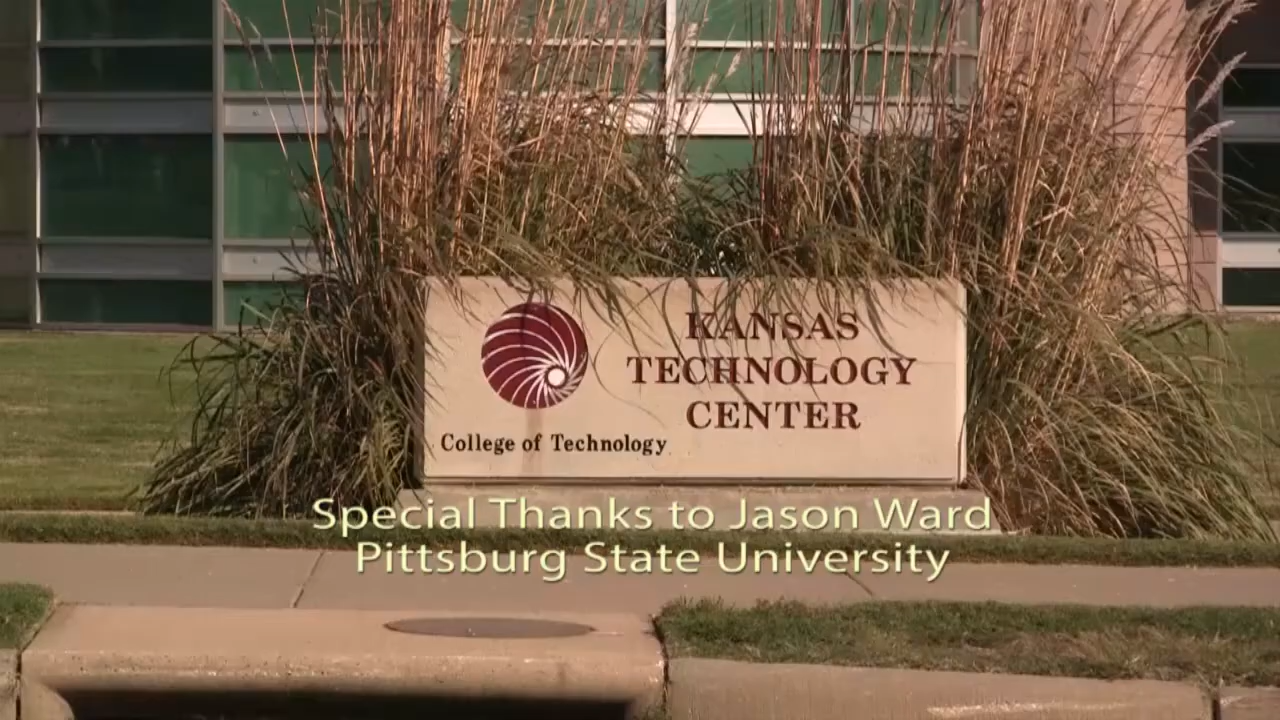 KANSAS
TECHNOLOGY
CENTER
College of Technology
Special Thanks to Jason Ward
Pittsburg State University